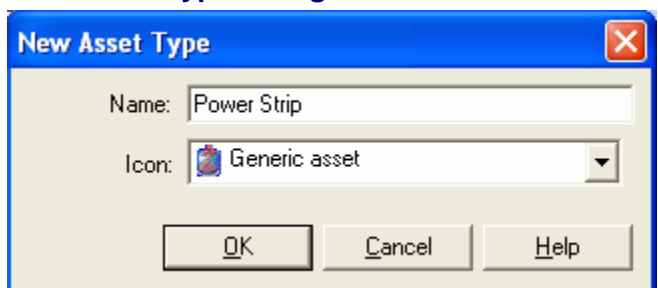 New Asset Type
Name: Power Strip
Icon: Generic asset
OK Cancel Help